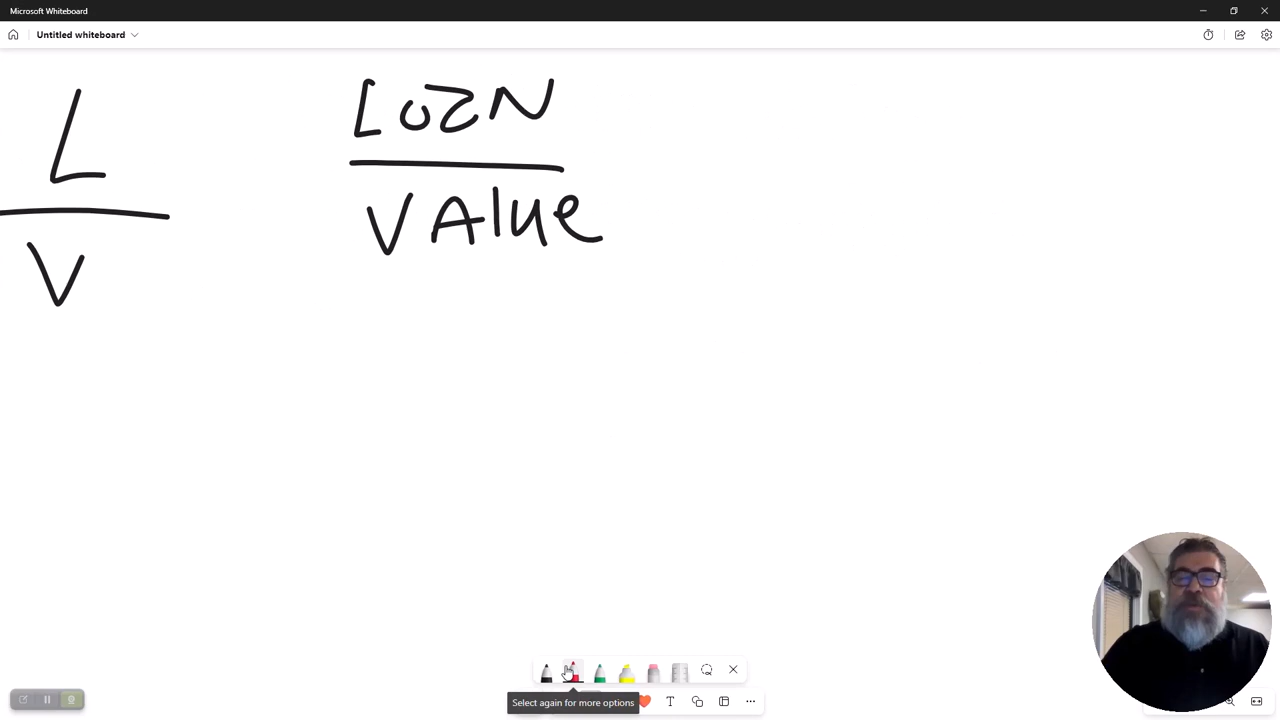 Microsoft Whiteboard
Untitled whiteboard
L
V
LOaN
VAlue
Select again for more options
T